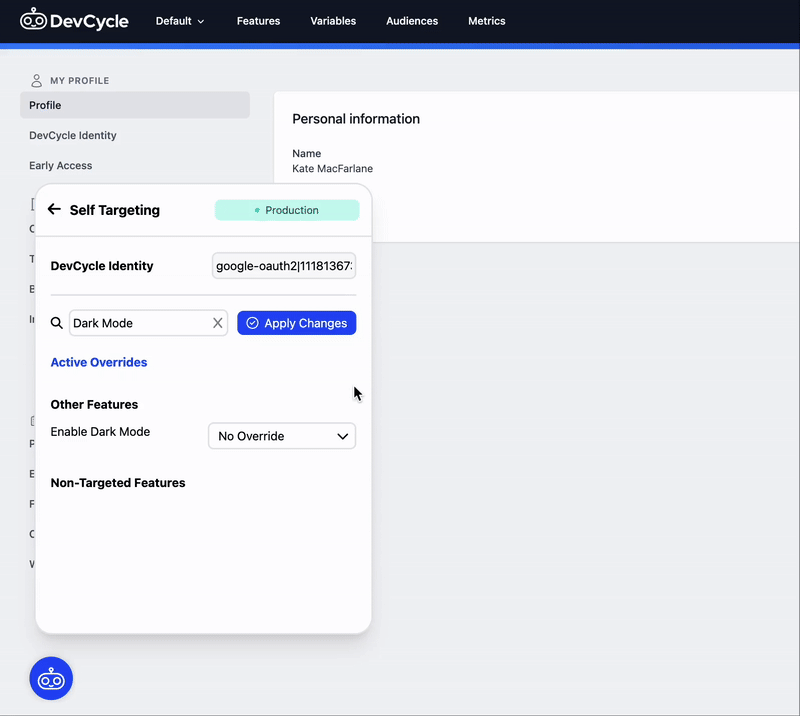 DevCycle
Default
Features
Variables
Audiences
Metrics
MY PROFILE
Profile
DevCycle Identity
Early Access
Personal information
Name
Kate MacFarlane
Self Targeting
Production
DevCycle Identity
google-oauth2|11181367
Dark Mode
Apply Changes
Active Overrides
Other Features
Enable Dark Mode
No Override
Non-Targeted Features